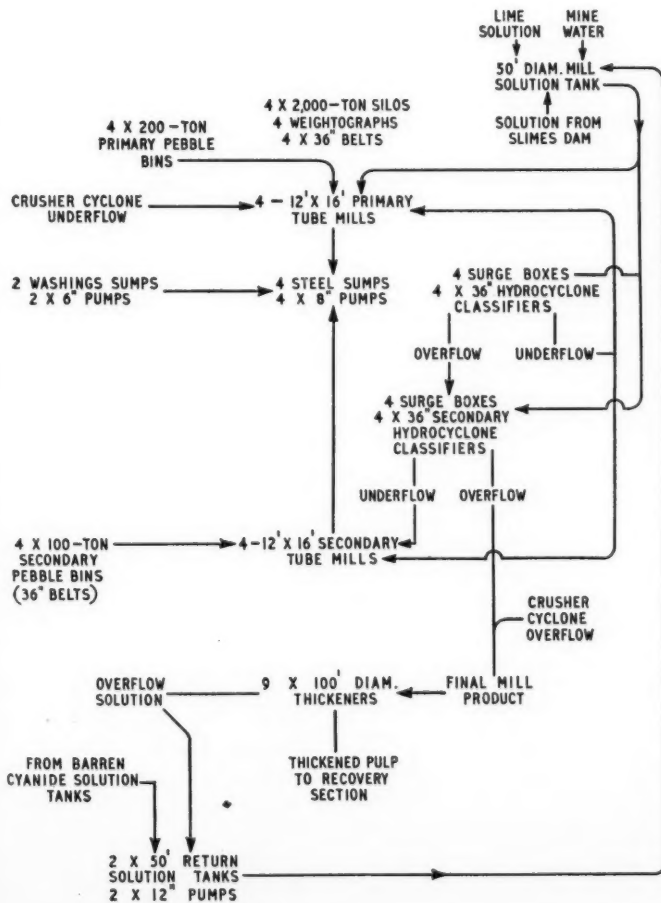 LIME
SOLUTION
MINE
WATER
50' DIAM. MILL
SOLUTION TANK
SOLUTION FROM
SLIMES DAM
4 X 2,000-TON SILOS
4 WEIGHTOGRAPHS
4 X 36" BELTS
4 X 200-TON
PRIMARY PEBBLE
BINS
CRUSHER CYCLONE
UNDERFLOW
4 - 12' X 16' PRIMARY
TUBE MILLS
2 WASHINGS SUMPS
2 X 6" PUMPS
4 STEEL SUMPS
4 X 8" PUMPS
4 SURGE BOXES
4 X 36" HYDROCYCLONE
CLASSIFIERS
OVERFLOW
UNDERFLOW
4 SURGE BOXES
4 X 36" SECONDARY
HYDROCYCLONE
CLASSIFIERS
UNDERFLOW
OVERFLOW
4 X 100-TON
SECONDARY
PEBBLE BINS
(36" BELTS)
4-12' X 16' SECONDARY
TUBE MILLS
CRUSHER
CYCLONE
OVERFLOW
OVERFLOW
SOLUTION
9 X 100' DIAM.
THICKENERS
FINAL MILL
PRODUCT
FROM BARREN
CYANIDE SOLUTION
TANKS
THICKENED PULP
TO RECOVERY
SECTION
2 X 50' RETURN
SOLUTION TANKS
2 X 12" PUMPS